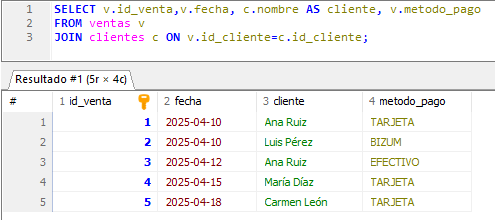 1 SELECT v.id_venta,v.fecha, c.nombre AS cliente, v.metodo_pago
2 FROM ventas v
3 JOIN clientes c ON v.id_cliente=c.id_cliente;
Resultado #1 (5r × 4c)
# 1 id_venta 2 fecha 3 cliente 4 metodo_pago
1 1 2025-04-10 Ana Ruiz TARJETA
2 2 2025-04-10 Luis Pérez BIZUM
3 3 2025-04-12 Ana Ruiz EFECTIVO
4 4 2025-04-15 María Díaz TARJETA
5 5 2025-04-18 Carmen León TARJETA